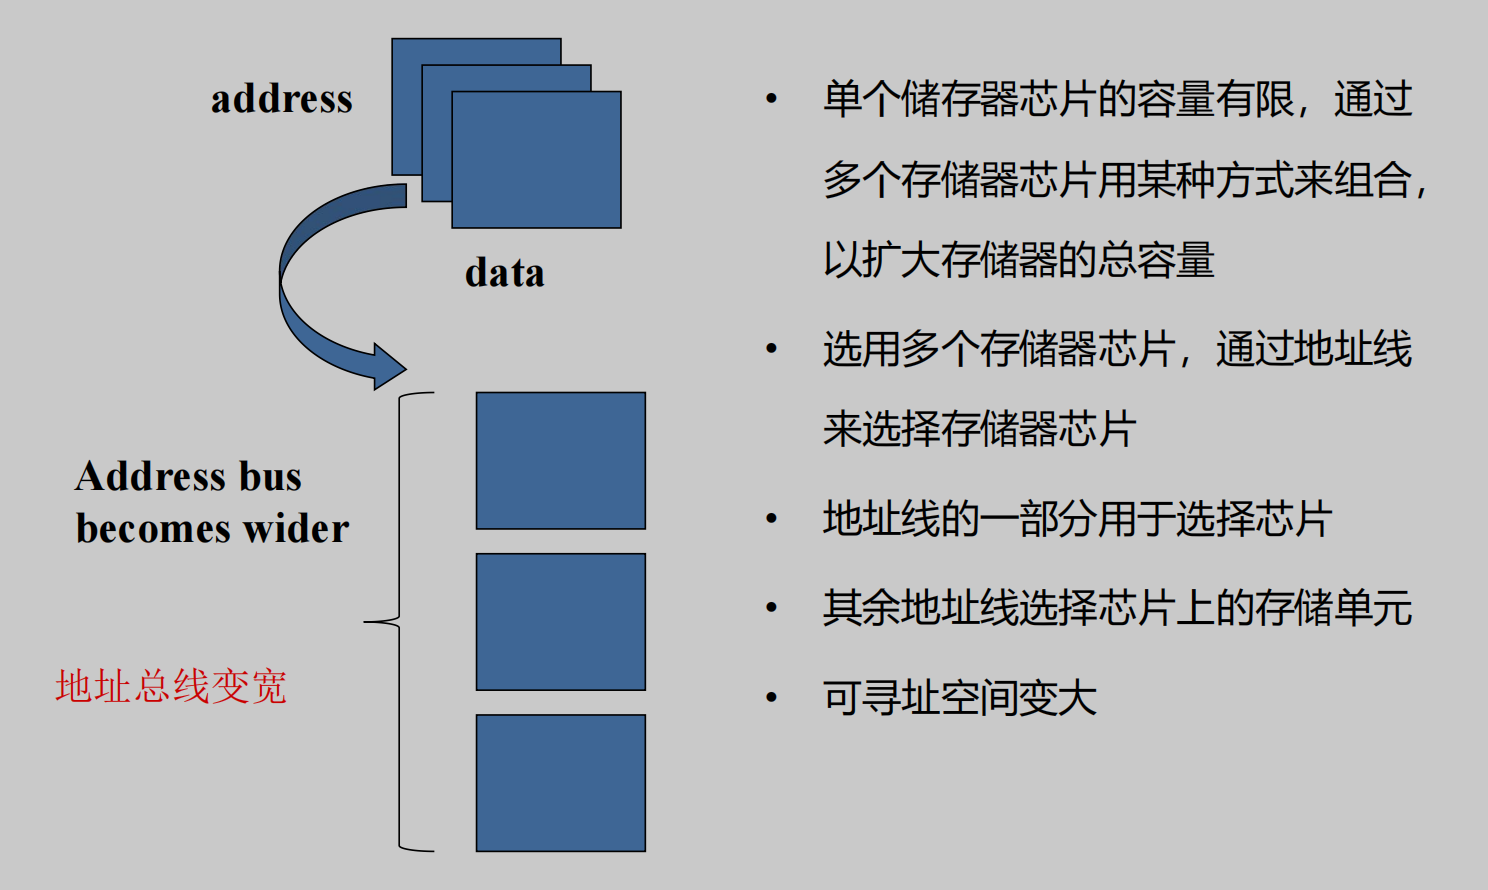 address
data
Address bus
becomes wider
地址总线变宽
• 单个储存器芯片的容量有限，通过
多个存储器芯片用某种方式来组合，
以扩大存储器的总容量
• 选用多个存储器芯片，通过地址线
来选择存储器芯片
• 地址线的一部分用于选择芯片
• 其余地址线选择芯片上的存储单元
• 可寻址空间变大